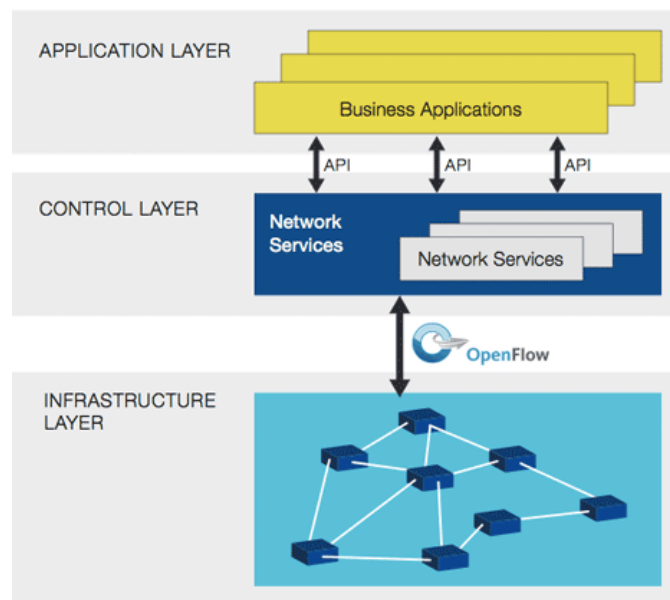 APPLICATION LAYER
Business Applications
API
API
API
CONTROL LAYER
Network
Services
Network Services
OpenFlow
INFRASTRUCTURE
LAYER